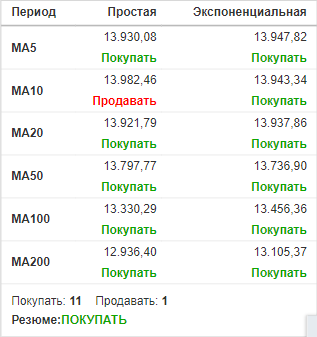 Период Простая Экспоненциальная
MA5 13.930,08 13.947,82
Покупать Покупать
MA10 13.982,46 13.943,34
Продавать Покупать
MA20 13.921,79 13.937,86
Покупать Покупать
MA50 13.797,77 13.736,90
Покупать Покупать
MA100 13.330,29 13.456,36
Покупать Покупать
MA200 12.936,40 13.105,37
Покупать Покупать
Покупать: 11 Продавать: 1
Резюме:ПОКУПАТЬ